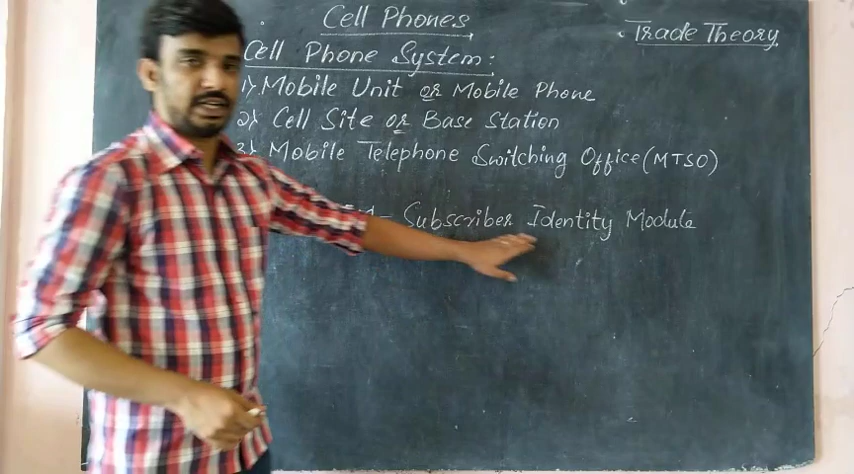 Cell Phones
Trade Theory
Cell Phone System:
1) Mobile Unit or Mobile Phone
2) Cell Site or Base Station
3) Mobile Telephone Switching Office (MTSO)
- Subscriber Identity Module